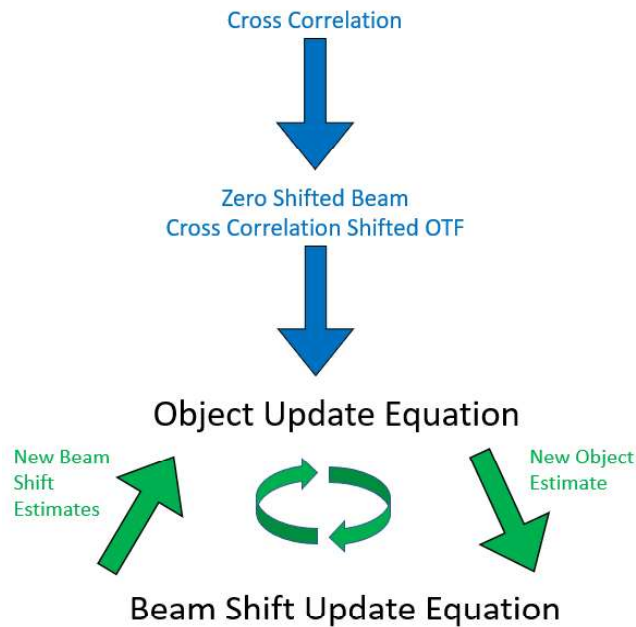 Cross Correlation
Zero Shifted Beam
Cross Correlation Shifted OTF
Object Update Equation
New Beam
Shift
Estimates
New Object
Estimate
Beam Shift Update Equation